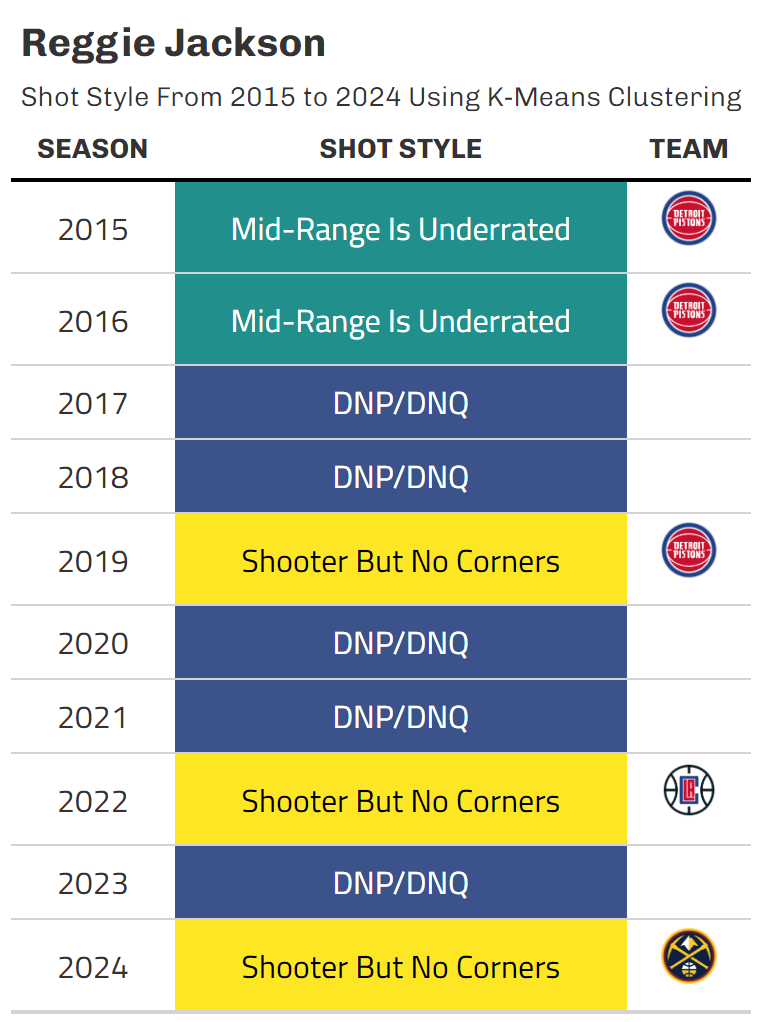 Reggie Jackson
Shot Style From 2015 to 2024 Using K-Means Clustering
SEASON SHOT STYLE TEAM
2015 Mid-Range Is Underrated DETROIT PISTONS
2016 Mid-Range Is Underrated DETROIT PISTONS
2017 DNP/DNQ
2018 DNP/DNQ
2019 Shooter But No Corners DETROIT PISTONS
2020 DNP/DNQ
2021 DNP/DNQ
2022 Shooter But No Corners LAC
2023 DNP/DNQ
2024 Shooter But No Corners